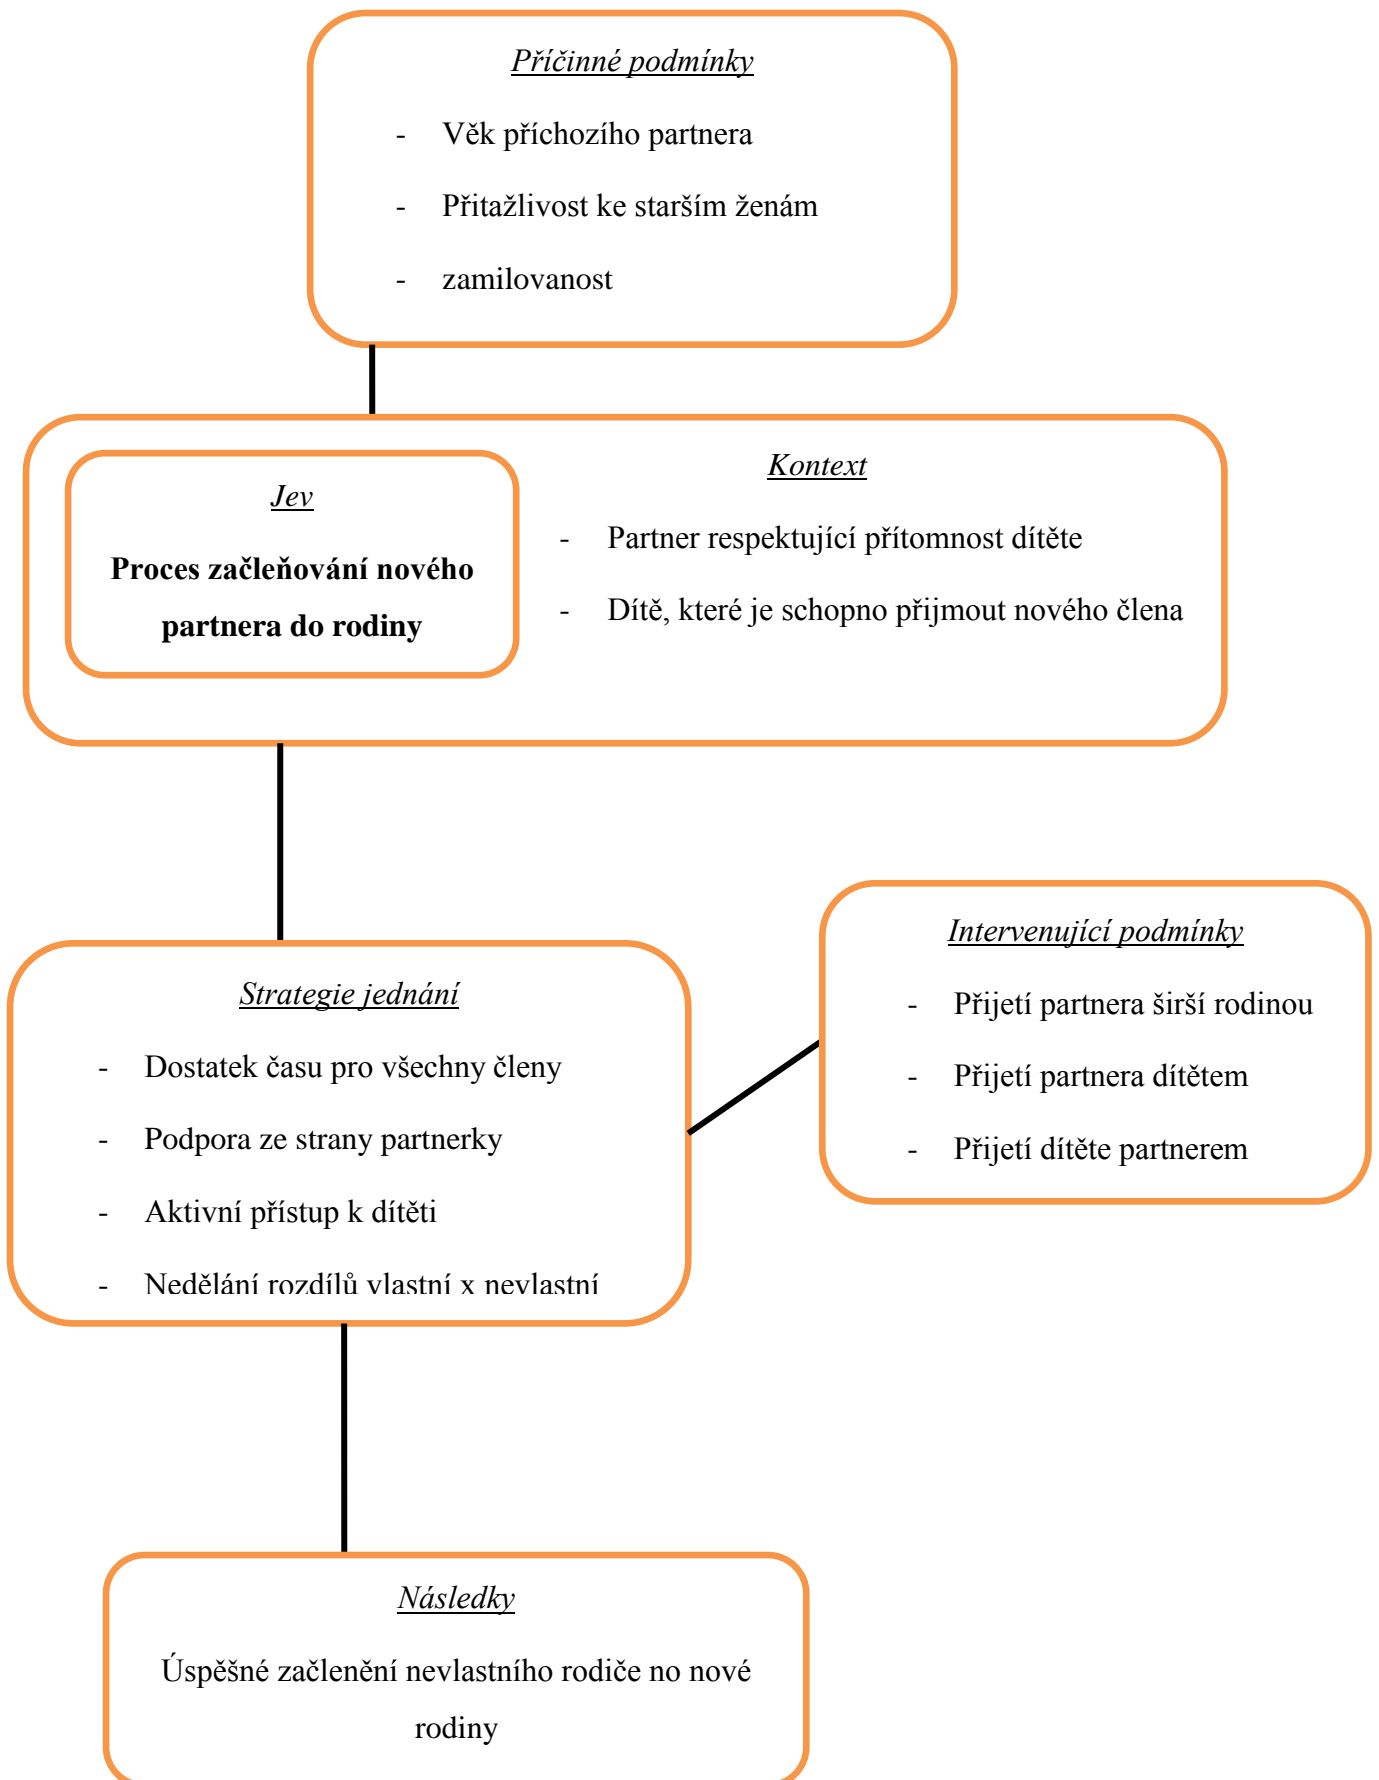 Příčinné podmínky
- Věk příchozího partnera
- Přitažlivost ke starším ženám
- zamilovanost
Jev
Proces začleňování nového
partnera do rodiny
Kontext
- Partner respektující přítomnost dítěte
- Dítě, které je schopno přijmout nového člena
Intervenující podmínky
- Přijetí partnera širší rodinou
- Přijetí partnera dítětem
- Přijetí dítěte partnerem
Strategie jednání
- Dostatek času pro všechny členy
- Podpora ze strany partnerky
- Aktivní přístup k dítěti
- Nedělání rozdílů vlastní x nevlastní
Následky
Úspěšné začlenění nevlastního rodiče no nové
rodiny